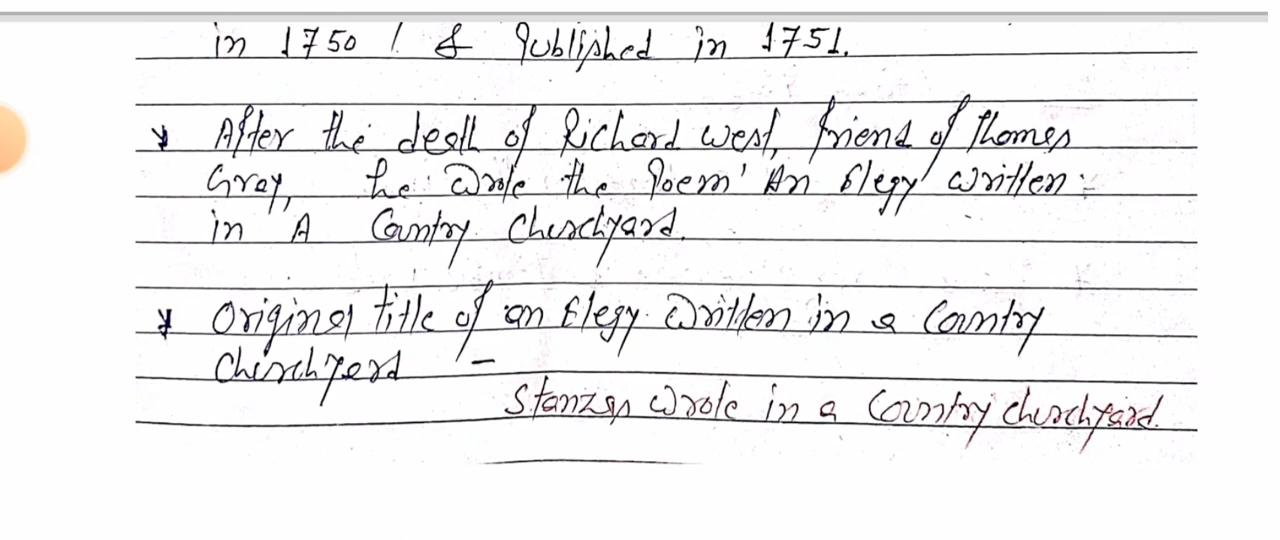 in 1750 / & Published in 1751.
* After the death of Richard West, friend of Thomas
Gray, he wrote the Poem 'An Elegy' written
in A Country Churchyard.
* Original title of an Elegy written in a Country
Churchyard -
Stanzas wrote in a Country churchyard.